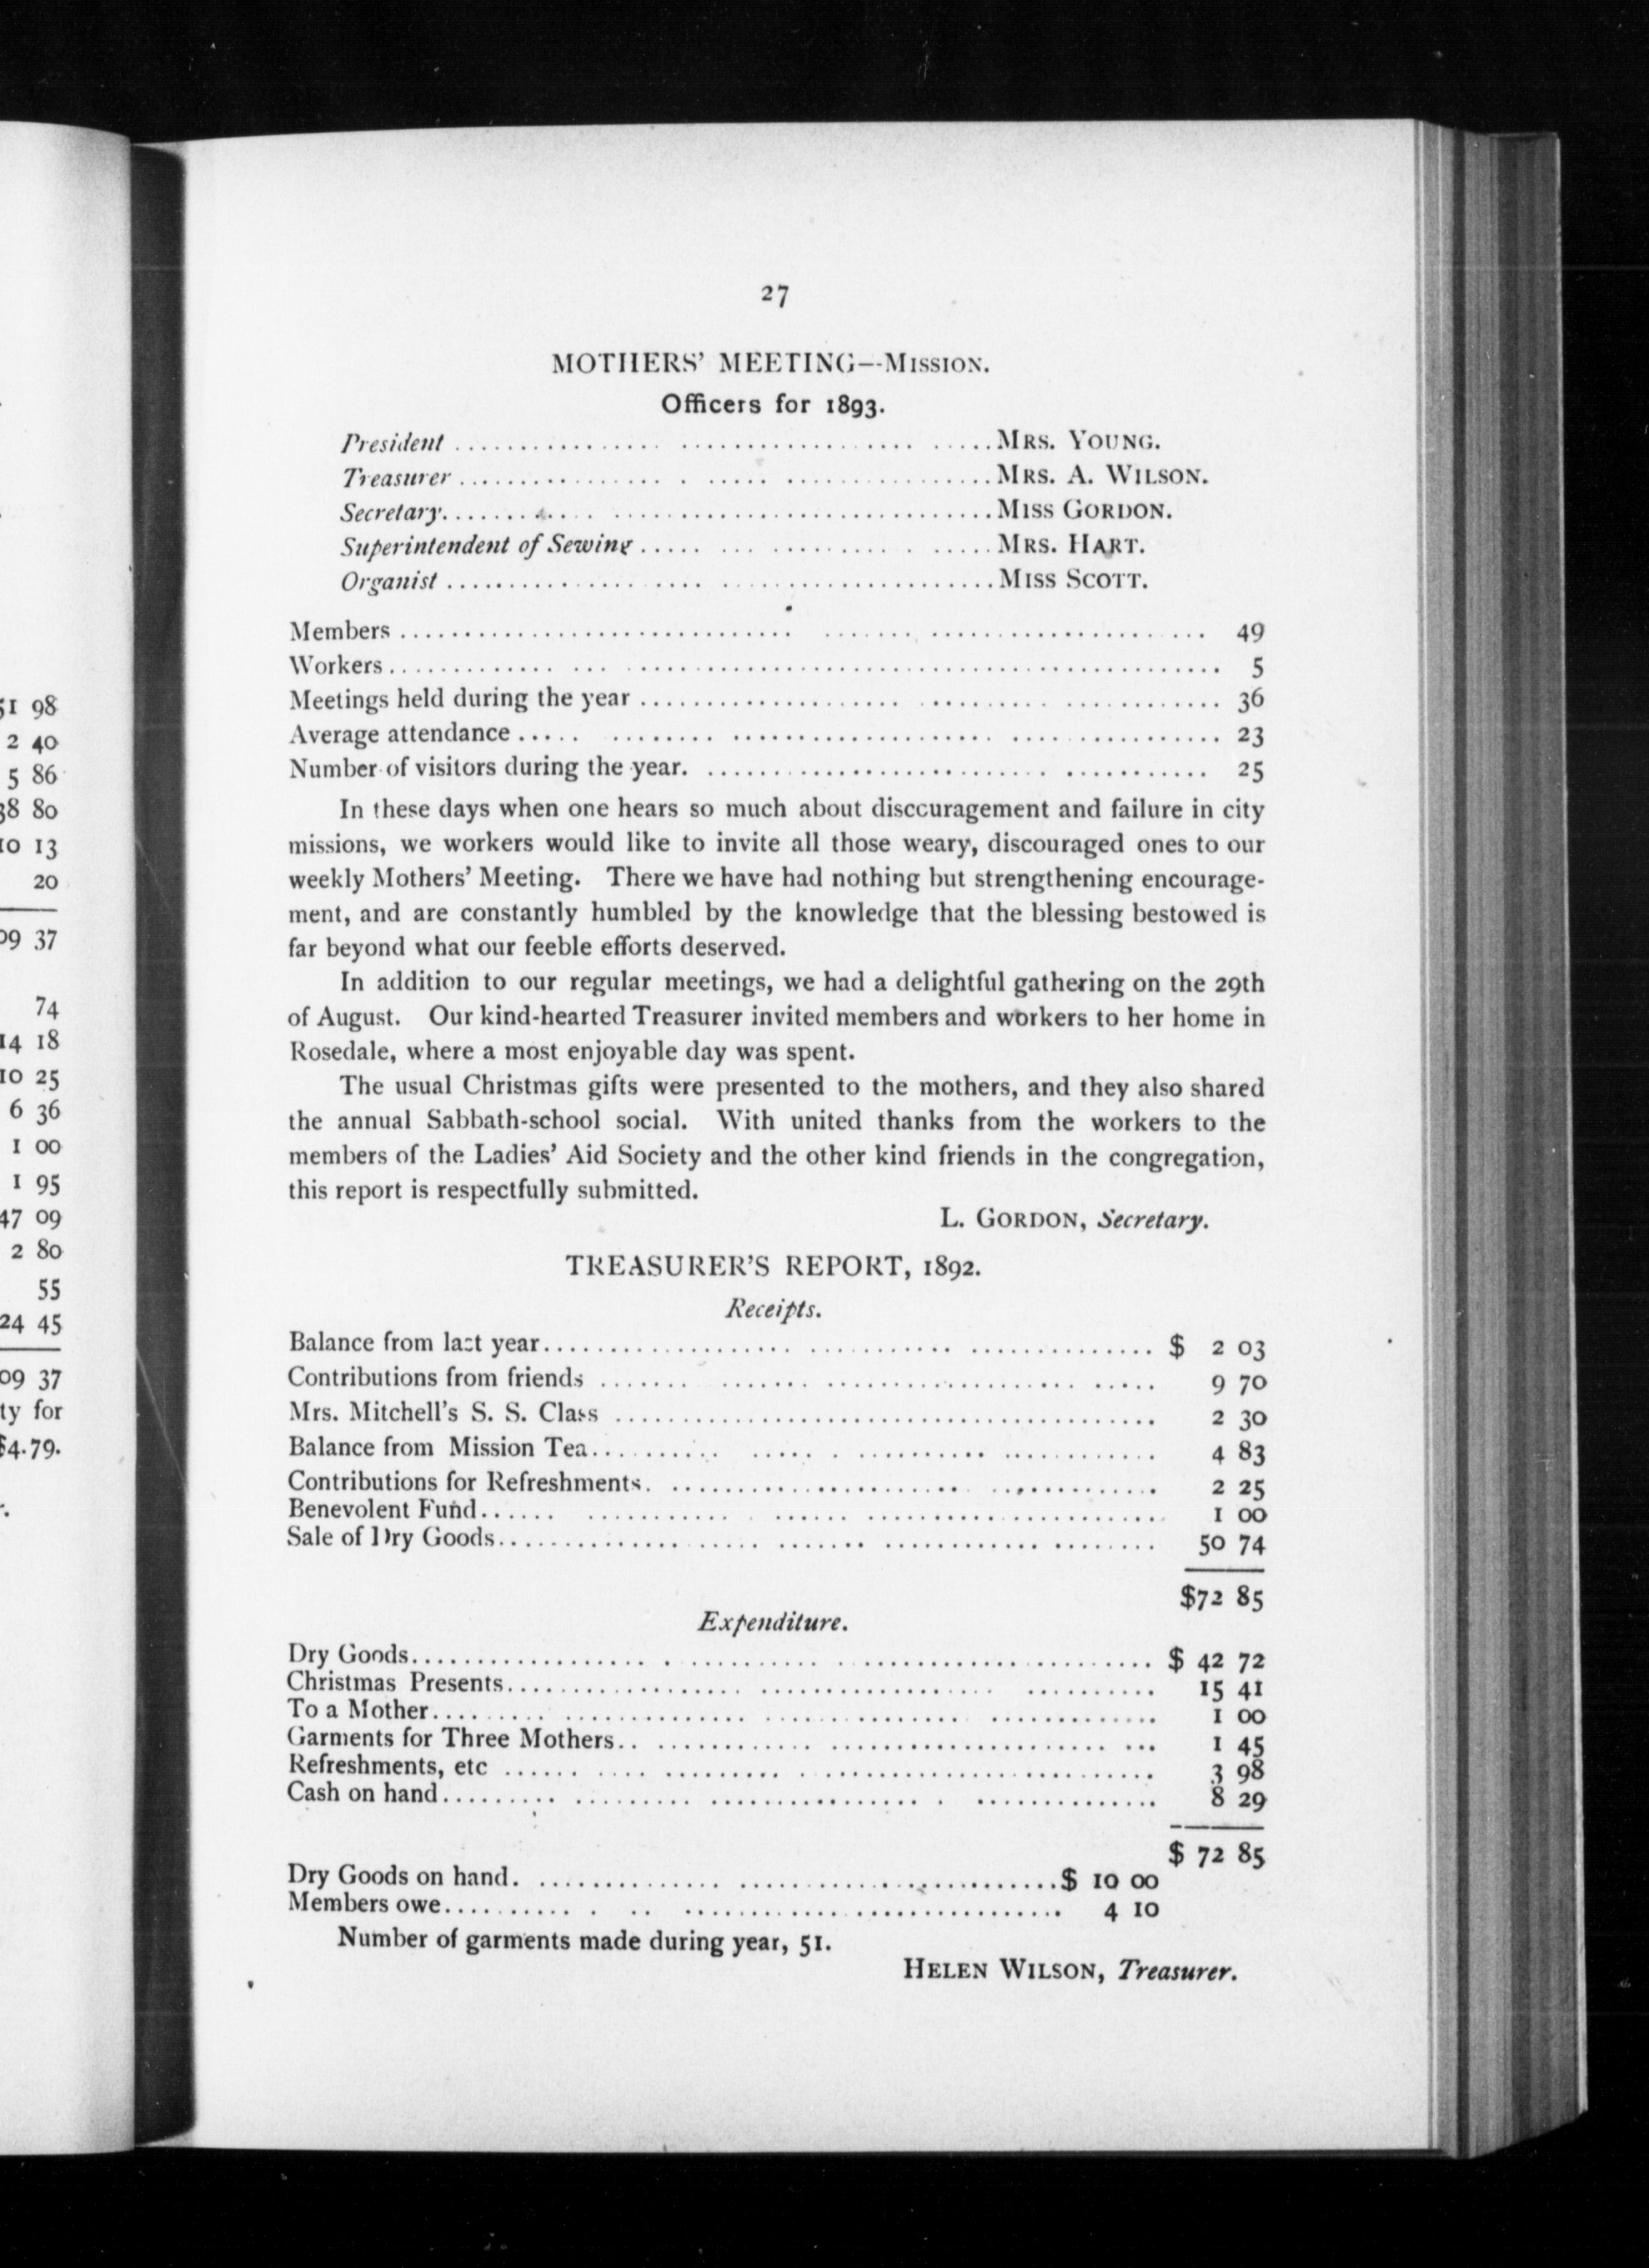 51 98
2 40
5 86
38 80
10 13
20
09 37
74
14 18
10 25
6 36
1 00
1 95
47 09
2 80
55
24 45
09 37
ty for
$4.79.
r.
27
MOTHERS' MEETING—MISSION.
Officers for 1893.
President ........ MRS. YOUNG.
Treasurer ........ MRS. A. WILSON.
Secretary ........ MISS GORDON.
Superintendent of Sewing ........ MRS. HART.
Organist ........ MISS SCOTT.
Members ........ 49
Workers ........ 5
Meetings held during the year ........ 36
Average attendance ........ 23
Number of visitors during the year. ........ 25
In these days when one hears so much about disccuragement and failure in city
missions, we workers would like to invite all those weary, discouraged ones to our
weekly Mothers' Meeting. There we have had nothing but strengthening encourage-
ment, and are constantly humbled by the knowledge that the blessing bestowed is
far beyond what our feeble efforts deserved.
In addition to our regular meetings, we had a delightful gathering on the 29th
of August. Our kind-hearted Treasurer invited members and workers to her home in
Rosedale, where a most enjoyable day was spent.
The usual Christmas gifts were presented to the mothers, and they also shared
the annual Sabbath-school social. With united thanks from the workers to the
members of the Ladies' Aid Society and the other kind friends in the congregation,
this report is respectfully submitted.
L. GORDON, Secretary.
TREASURER'S REPORT, 1892.
Receipts.
Balance from last year ........ $ 2 03
Contributions from friends ........ 9 70
Mrs. Mitchell's S. S. Class ........ 2 30
Balance from Mission Tea ........ 4 83
Contributions for Refreshments. ........ 2 25
Benevolent Fund ........ 1 00
Sale of Dry Goods ........ 50 74
$72 85
Expenditure.
Dry Goods ........ $ 42 72
Christmas Presents ........ 15 41
To a Mother ........ 1 00
Garments for Three Mothers ........ 1 45
Refreshments, etc ........ 3 98
Cash on hand ........ 8 29
$ 72 85
Dry Goods on hand. ........ $ 10 00
Members owe ........ 4 10
Number of garments made during year, 51.
HELEN WILSON, Treasurer.